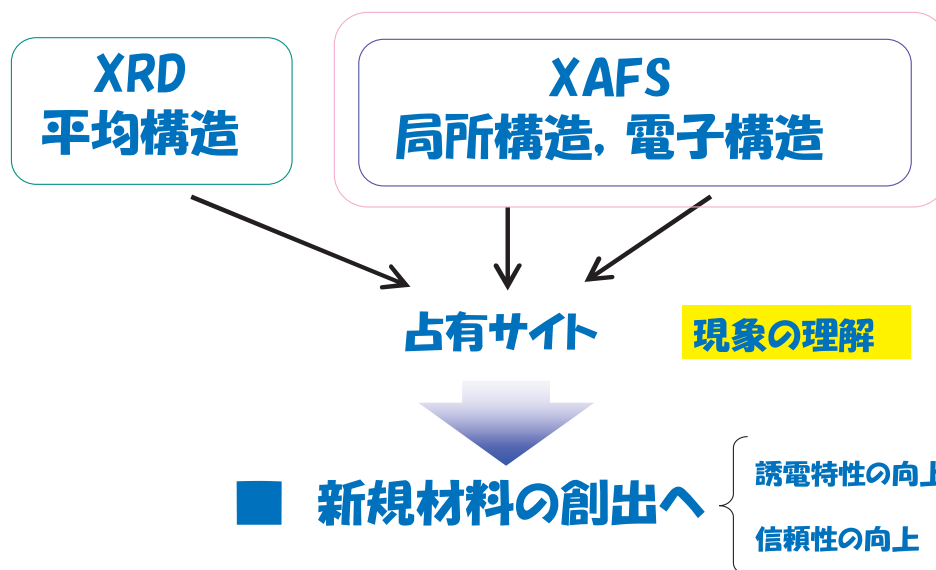 XRD
平均構造
XAFS
局所構造, 電子構造
占有サイト
現象の理解
■ 新規材料の創出へ
誘電特性の向上
信頼性の向上